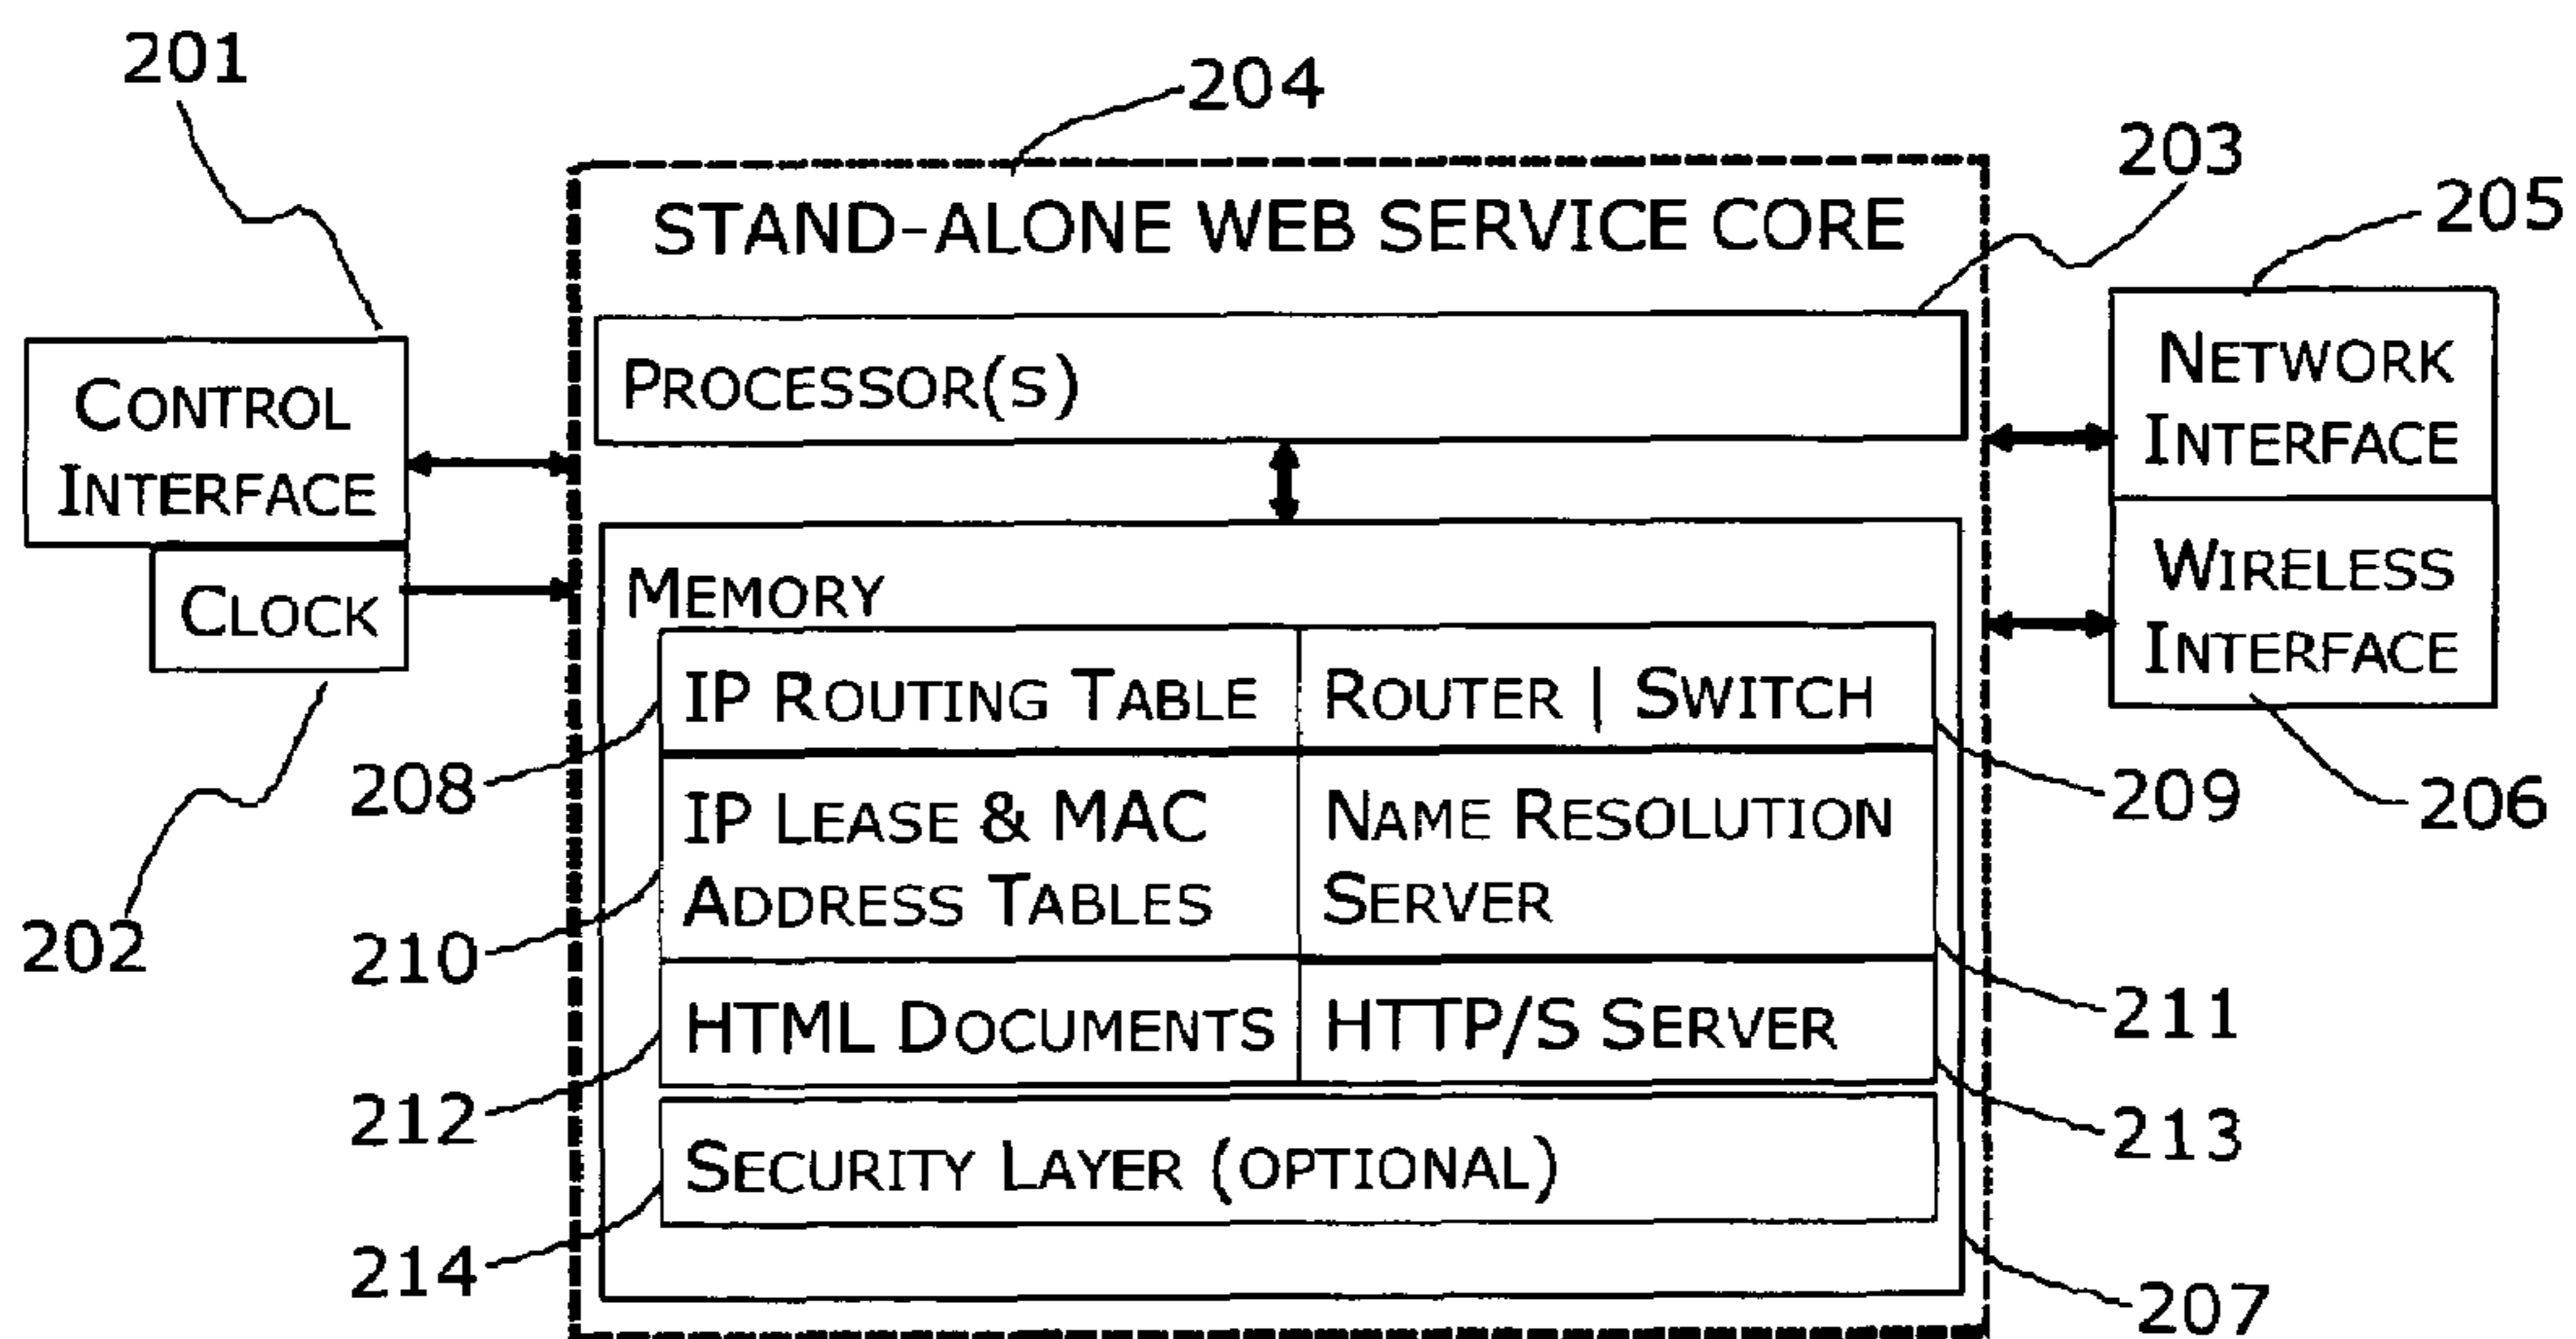 201
204
203
STAND-ALONE WEB SERVICE CORE
205
PROCESSOR(S)
CONTROL
INTERFACE
NETWORK
INTERFACE
CLOCK
MEMORY
WIRELESS
INTERFACE
IP ROUTING TABLE
ROUTER | SWITCH
208
209
206
IP LEASE & MAC
ADDRESS TABLES
NAME RESOLUTION
SERVER
202
210
211
HTML DOCUMENTS
HTTP/S SERVER
212
213
SECURITY LAYER (OPTIONAL)
214
207